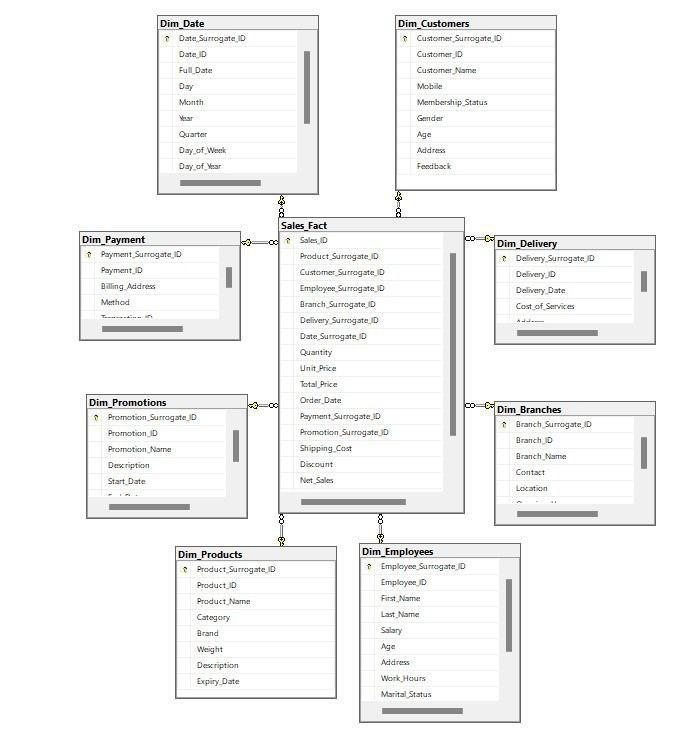 Dim_Date
Date_Surrogate_ID
Date_ID
Full_Date
Day
Month
Year
Quarter
Day_of_Week
Day_of_Year
Dim_Customers
Customer_Surrogate_ID
Customer_ID
Customer_Name
Mobile
Membership_Status
Gender
Age
Address
Feedback
Dim_Payment
Payment_Surrogate_ID
Payment_ID
Billing_Address
Method
Sales_Fact
Sales_ID
Product_Surrogate_ID
Customer_Surrogate_ID
Employee_Surrogate_ID
Branch_Surrogate_ID
Delivery_Surrogate_ID
Date_Surrogate_ID
Quantity
Unit_Price
Total_Price
Order_Date
Payment_Surrogate_ID
Promotion_Surrogate_ID
Shipping_Cost
Discount
Net_Sales
Dim_Delivery
Delivery_Surrogate_ID
Delivery_ID
Delivery_Date
Cost_of_Services
Dim_Promotions
Promotion_Surrogate_ID
Promotion_ID
Promotion_Name
Description
Start_Date
Dim_Branches
Branch_Surrogate_ID
Branch_ID
Branch_Name
Contact
Location
Dim_Products
Product_Surrogate_ID
Product_ID
Product_Name
Category
Brand
Weight
Description
Expiry_Date
Dim_Employees
Employee_Surrogate_ID
Employee_ID
First_Name
Last_Name
Salary
Age
Address
Work_Hours
Marital_Status